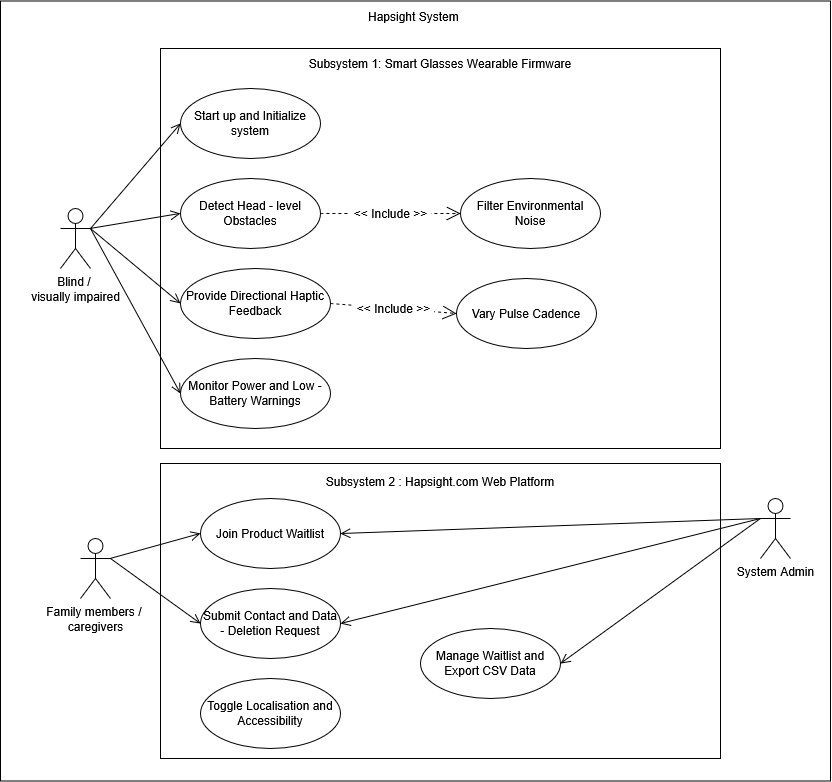 Hapsight System
Subsystem 1: Smart Glasses Wearable Firmware
Start up and Initialize
system
Detect Head - level
Obstacles
<< Include >>
Filter Environmental
Noise
Blind /
visually impaired
Provide Directional Haptic
Feedback
<< Include >>
Vary Pulse Cadence
Monitor Power and Low -
Battery Warnings
Subsystem 2 : Hapsight.com Web Platform
Join Product Waitlist
System Admin
Family members /
caregivers
Submit Contact and Data
- Deletion Request
Manage Waitlist and
Export CSV Data
Toggle Localisation and
Accessibility